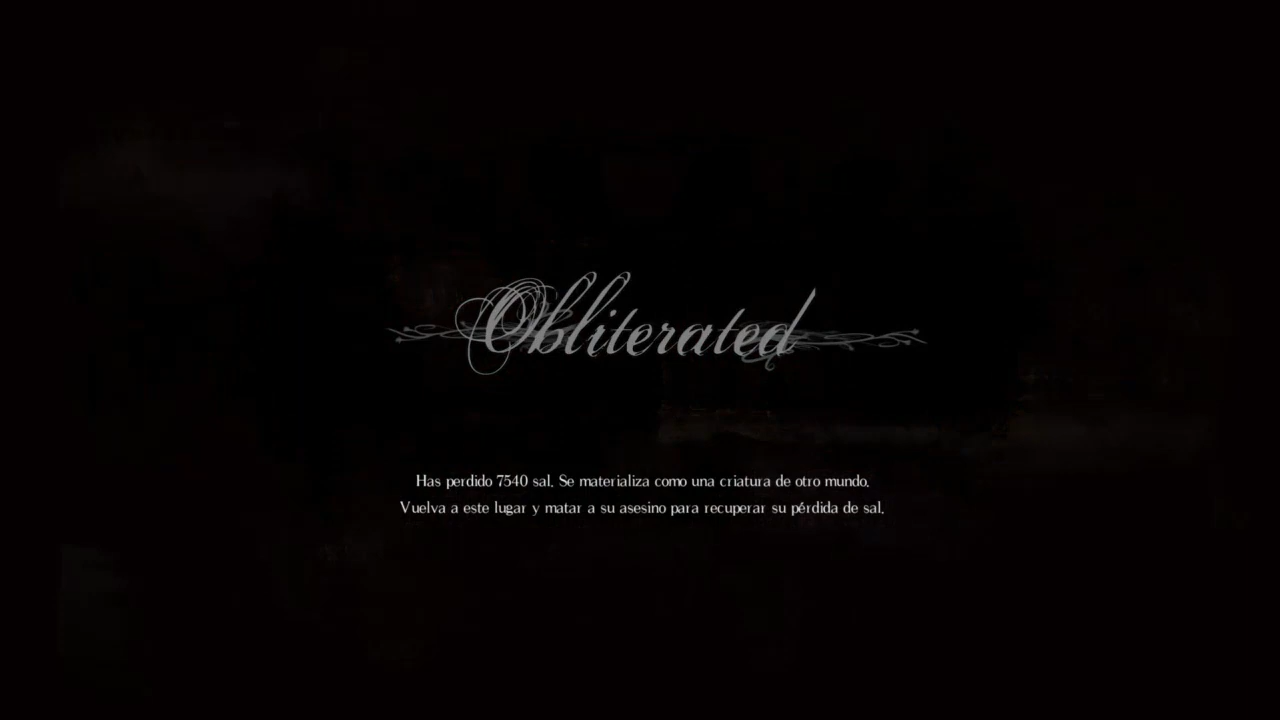 Obliterated
Has perdido 7540 sal. Se materializa como una criatura de otro mundo.
Vuelva a este lugar y matar a su asesino para recuperar su pérdida de sal.